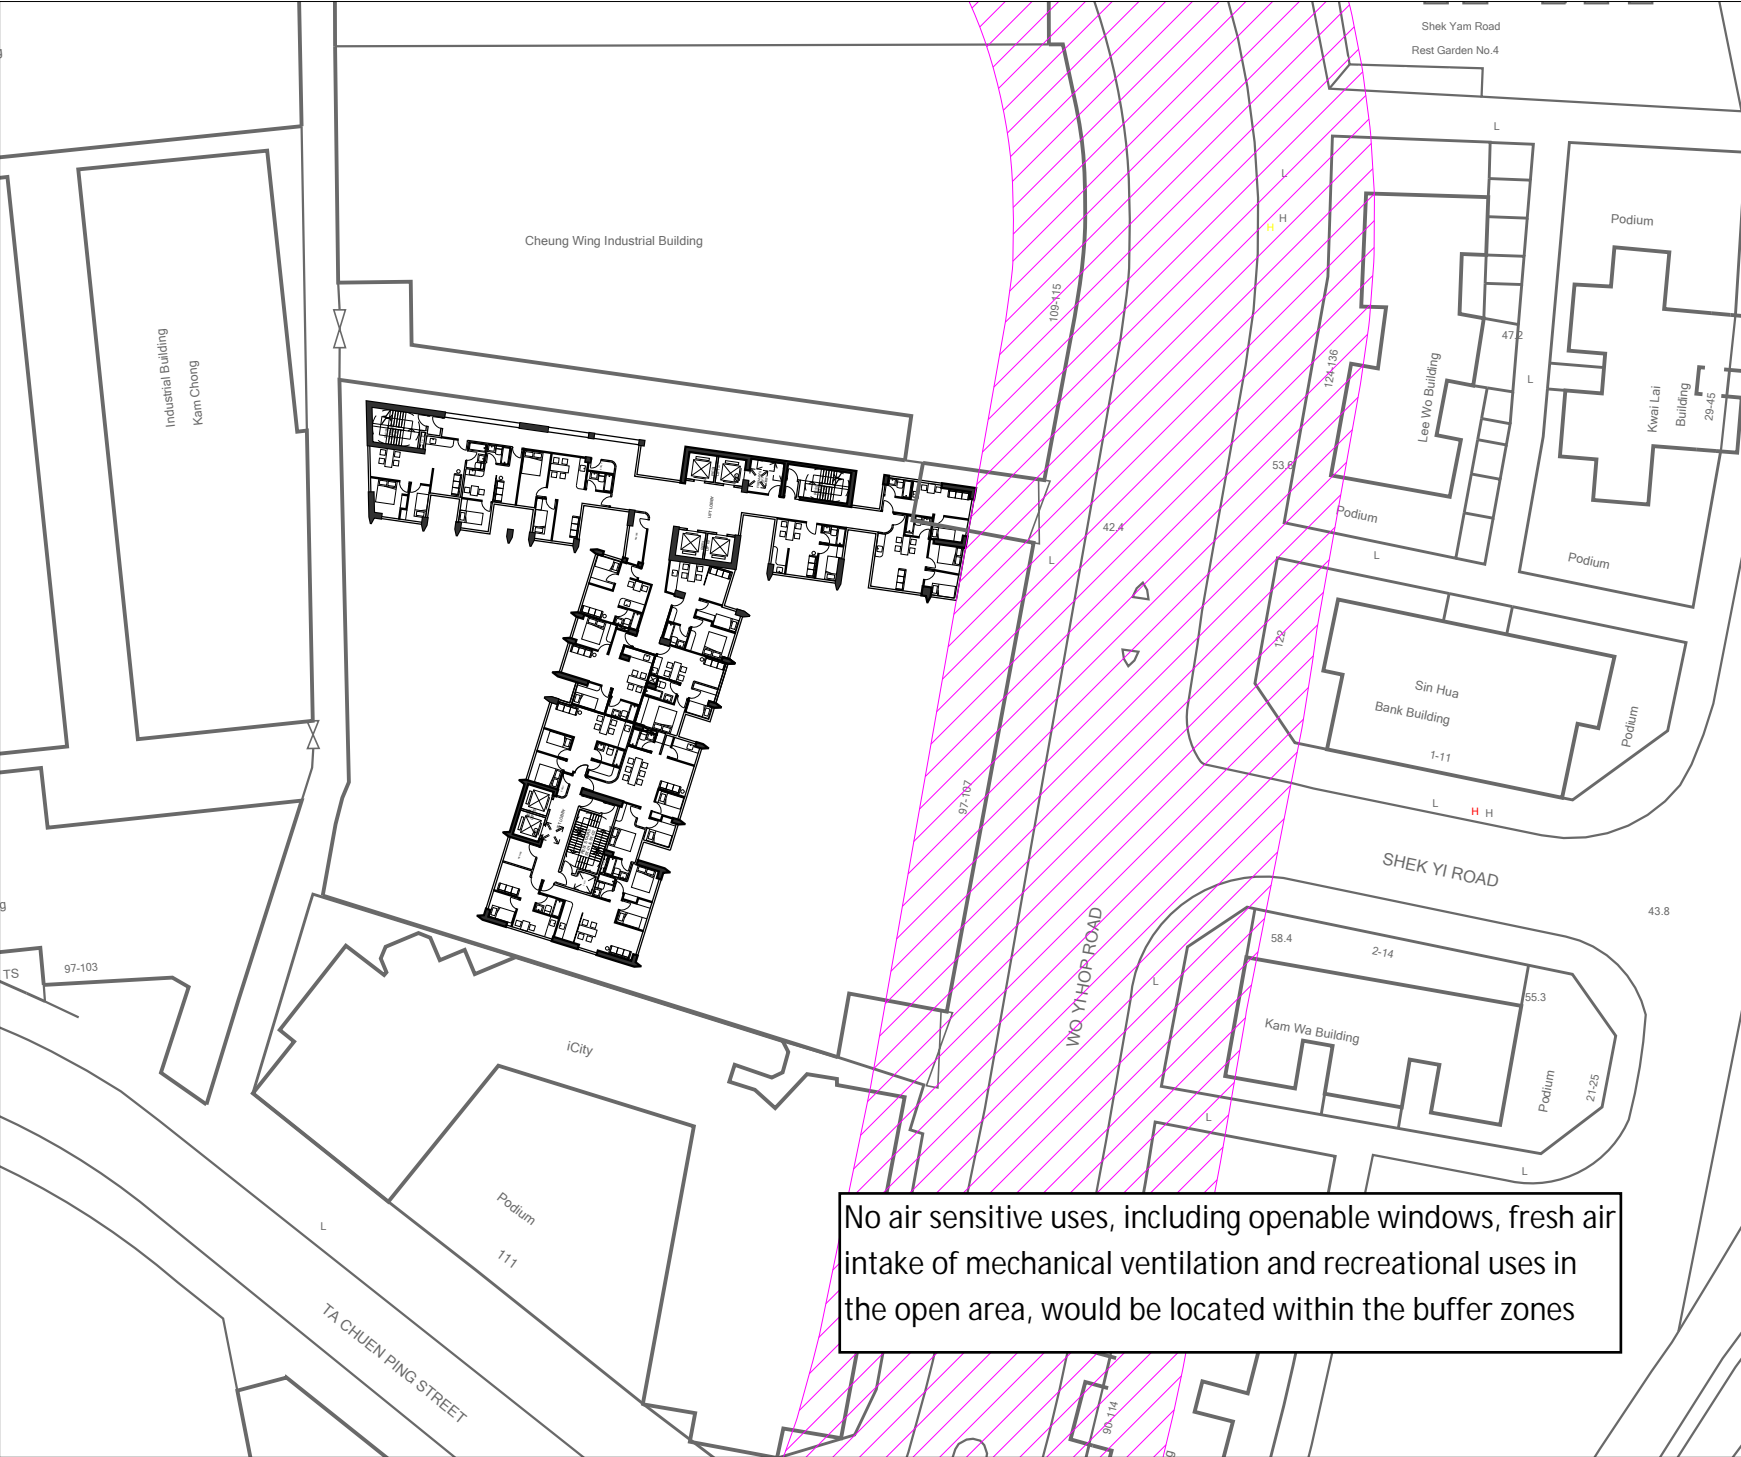 Shek Yam Road
Rest Garden No.4
L
L
H
H
Podium
Cheung Wing Industrial Building
109-115
124-136
47.2
Lee Wo Building
L
Kwai Lai
Building
29-45
Industrial Building
Kam Chong
53.6
Podium
42.4
L
L
Podium
LIFT LOBBY
122
Sin Hua
Bank Building
1-11
Podium
97-107
L
H H
SHEK YI ROAD
43.8
58.4
2-14
55.3
WO YI HOP ROAD
L
Kam Wa Building
Podium
21-25
TS
97-103
iCity
L
L
Podium
111
L
TA CHUEN PING STREET
No air sensitive uses, including openable windows, fresh air
intake of mechanical ventilation and recreational uses in
the open area, would be located within the buffer zones
90-114
g